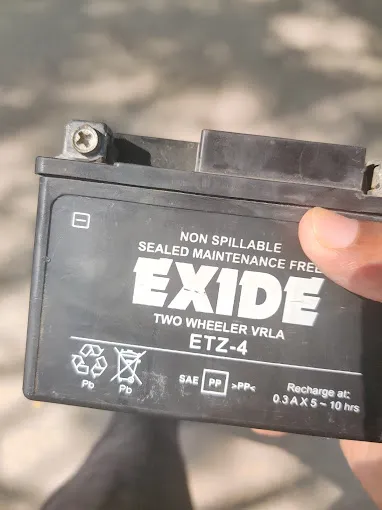 NON SPILLABLE
SEALED MAINTENANCE FREE
EXIDE
TWO WHEELER VRLA
ETZ-4
Pb
Pb
SAE PP >PP<
Recharge at:
0.3 A X 5 ~ 10 hrs